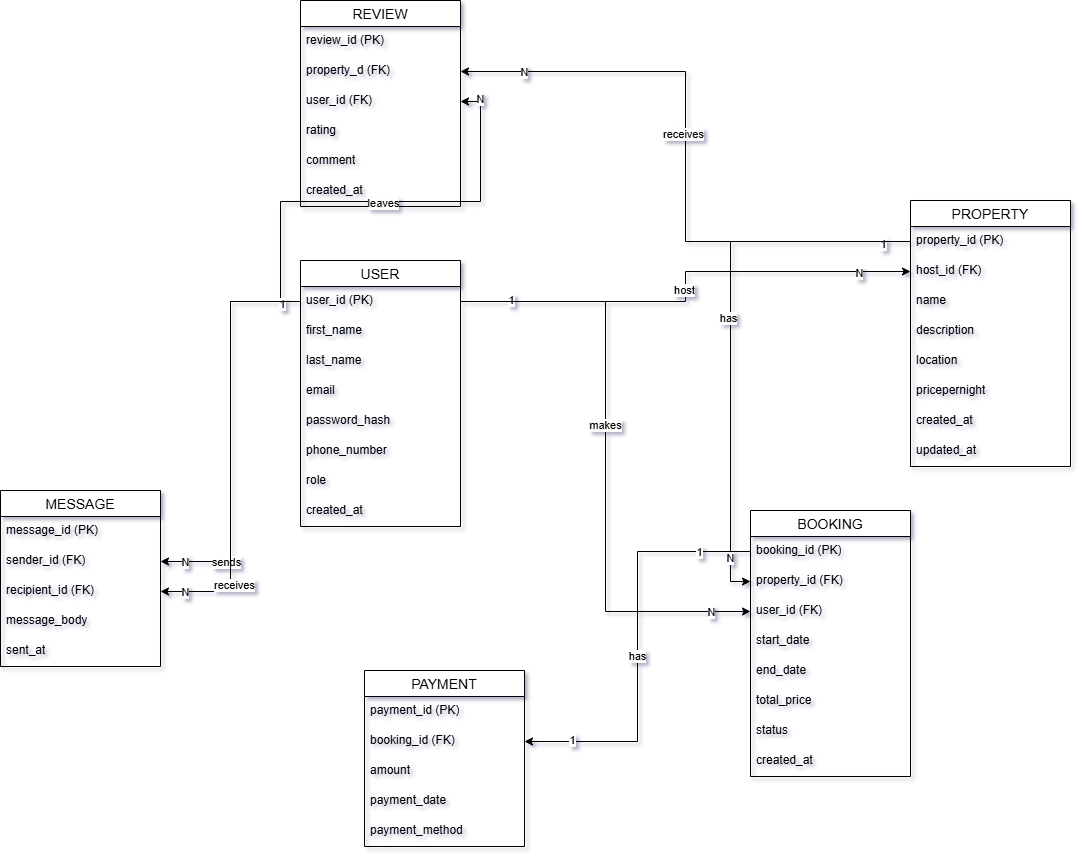 REVIEW
review_id (PK)
property_d (FK)
user_id (FK)
rating
comment
created_at
N
N
receives
leaves
PROPERTY
property_id (PK)
host_id (FK)
name
description
location
pricepernight
created_at
updated_at
1
N
host
has
USER
user_id (PK)
first_name
last_name
email
password_hash
phone_number
role
created_at
1
1
makes
MESSAGE
message_id (PK)
sender_id (FK)
recipient_id (FK)
message_body
sent_at
N
sends
N
receives
BOOKING
booking_id (PK)
property_id (FK)
user_id (FK)
start_date
end_date
total_price
status
created_at
1
N
N
has
PAYMENT
payment_id (PK)
booking_id (FK)
amount
payment_date
payment_method
1